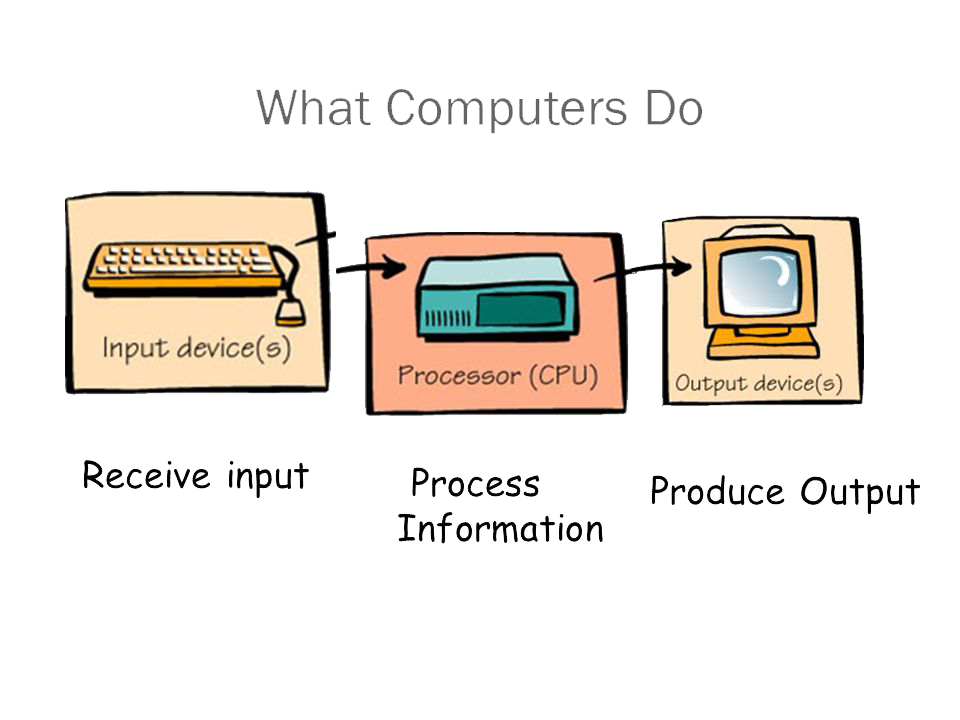 What Computers Do
Input device(s)
Processor (CPU)
Output device(s)
Receive input
Process
Information
Produce Output